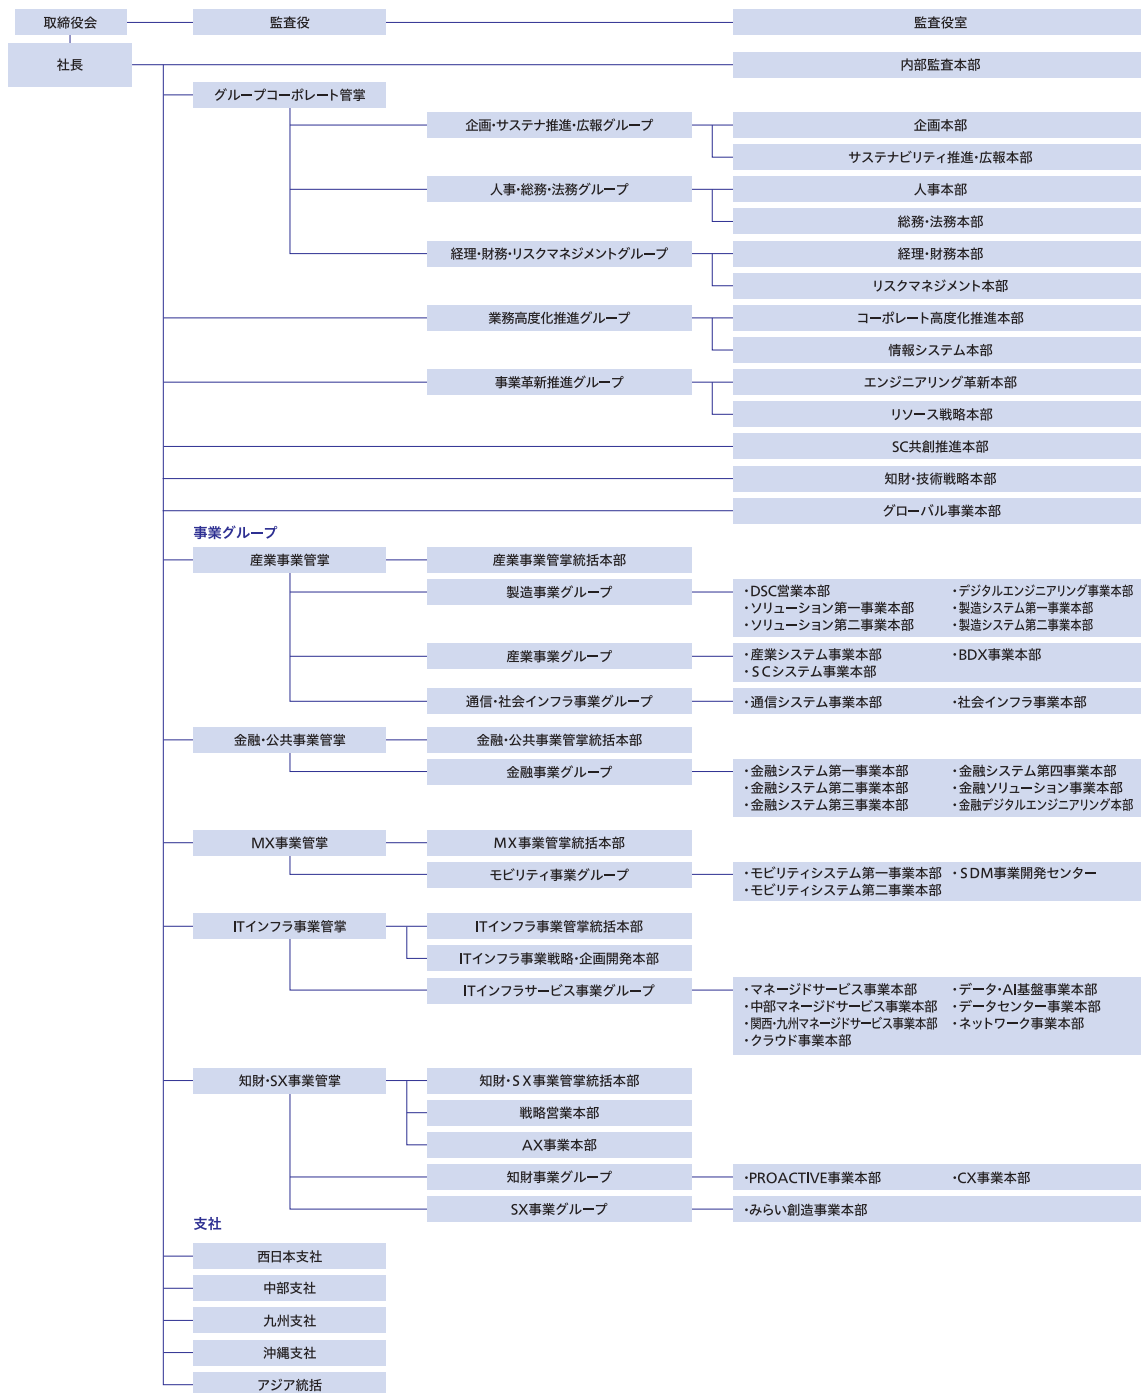 取締役会
監査役
監査役室
社長
内部監査本部
グループコーポレート管掌
企画・サステナ推進・広報グループ
企画本部
サステナビリティ推進・広報本部
人事・総務・法務グループ
人事本部
総務・法務本部
経理・財務・リスクマネジメントグループ
経理・財務本部
リスクマネジメント本部
業務高度化推進グループ
コーポレート高度化推進本部
情報システム本部
事業革新推進グループ
エンジニアリング革新本部
リソース戦略本部
SC共創推進本部
知財・技術戦略本部
グローバル事業本部
事業グループ
産業事業管掌
産業事業管掌統括本部
製造事業グループ
・DSC営業本部
・デジタルエンジニアリング事業本部
・ソリューション第一事業本部
・製造システム第一事業本部
・ソリューション第二事業本部
・製造システム第二事業本部
産業事業グループ
・産業システム事業本部
・BDX事業本部
・SCシステム事業本部
通信・社会インフラ事業グループ
・通信システム事業本部
・社会インフラ事業本部
金融・公共事業管掌
金融・公共事業管掌統括本部
金融事業グループ
・金融システム第一事業本部
・金融システム第四事業本部
・金融システム第二事業本部
・金融ソリューション事業本部
・金融システム第三事業本部
・金融デジタルエンジニアリング本部
MX事業管掌
MX事業管掌統括本部
モビリティ事業グループ
・モビリティシステム第一事業本部
・SDM事業開発センター
・モビリティシステム第二事業本部
ITインフラ事業管掌
ITインフラ事業管掌統括本部
ITインフラ事業戦略・企画開発本部
ITインフラサービス事業グループ
・マネージドサービス事業本部
・データ・AI基盤事業本部
・中部マネージドサービス事業本部
・データセンター事業本部
・関西・九州マネージドサービス事業本部
・ネットワーク事業本部
・クラウド事業本部
知財・SX事業管掌
知財・SX事業管掌統括本部
戦略営業本部
AX事業本部
知財事業グループ
・PROACTIVE事業本部
・CX事業本部
SX事業グループ
・みらい創造事業本部
支社
西日本支社
中部支社
九州支社
沖縄支社
アジア統括